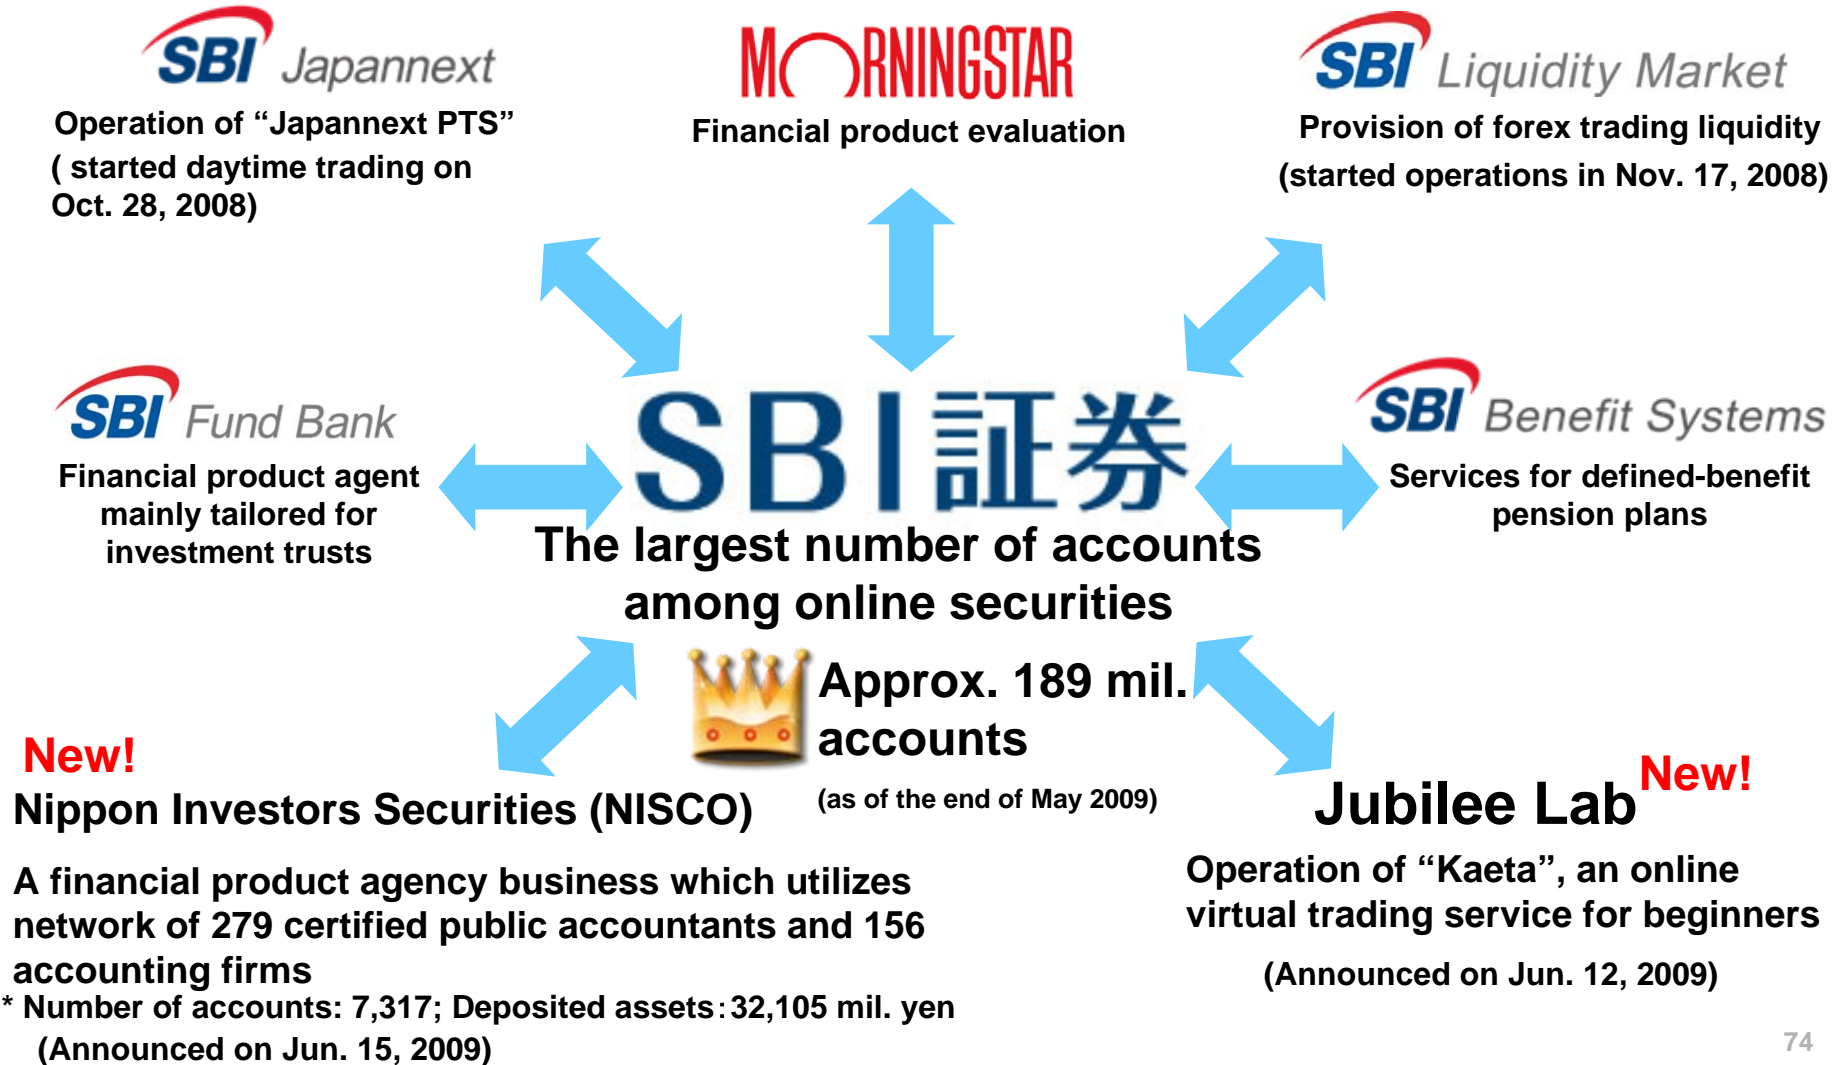 SBI Japannext
Operation of “Japannext PTS”
( started daytime trading on
Oct. 28, 2008)
MORNINGSTAR
Financial product evaluation
SBI Liquidity Market
Provision of forex trading liquidity
(started operations in Nov. 17, 2008)
SBI Fund Bank
Financial product agent
mainly tailored for
investment trusts
SBI証券
The largest number of accounts
among online securities
Approx. 189 mil.
accounts
(as of the end of May 2009)
SBI Benefit Systems
Services for defined-benefit
pension plans
New!
Nippon Investors Securities (NISCO)
A financial product agency business which utilizes
network of 279 certified public accountants and 156
accounting firms
* Number of accounts: 7,317; Deposited assets:32,105 mil. yen
(Announced on Jun. 15, 2009)
New!
Jubilee Lab
Operation of “Kaeta”, an online
virtual trading service for beginners
(Announced on Jun. 12, 2009)
74